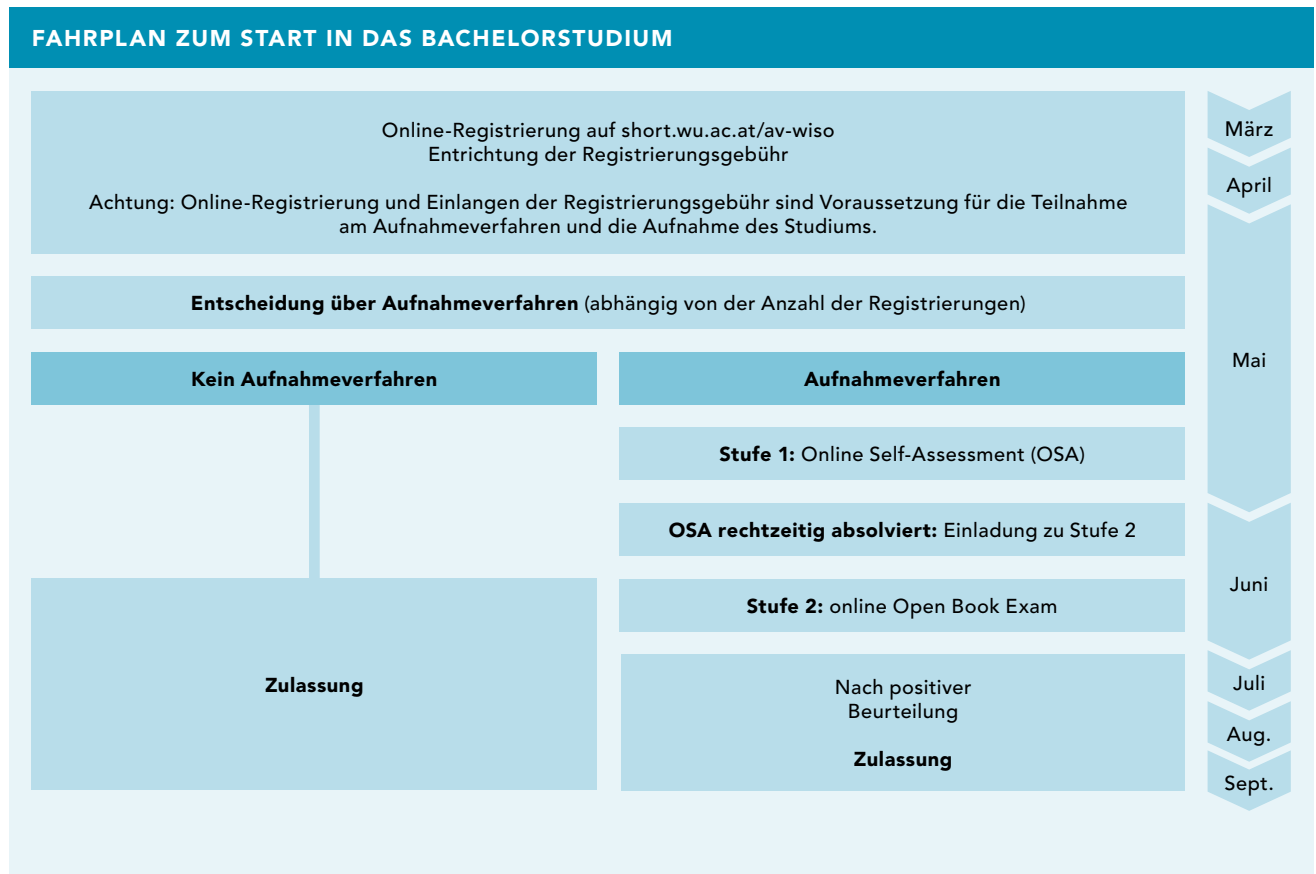 FAHRPLAN ZUM START IN DAS BACHELORSTUDIUM
Online-Registrierung auf short.wu.ac.at/av-wiso
Entrichtung der Registrierungsgebühr
Achtung: Online-Registrierung und Einlangen der Registrierungsgebühr sind Voraussetzung für die Teilnahme
am Aufnahmeverfahren und die Aufnahme des Studiums.
Entscheidung über Aufnahmeverfahren (abhängig von der Anzahl der Registrierungen)
Kein Aufnahmeverfahren
Zulassung
Aufnahmeverfahren
Stufe 1: Online Self-Assessment (OSA)
OSA rechtzeitig absolviert: Einladung zu Stufe 2
Stufe 2: online Open Book Exam
Nach positiver
Beurteilung
Zulassung
März
April
Mai
Juni
Juli
Aug.
Sept.